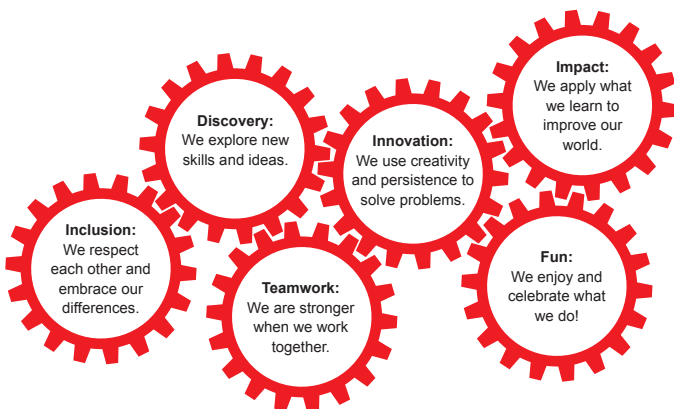 Impact:
We apply what
we learn to
improve our
world.
Discovery:
We explore new
skills and ideas.
Innovation:
We use creativity
and persistence to
solve problems.
Inclusion:
We respect
each other and
embrace our
differences.
Teamwork:
We are stronger
when we work
together.
Fun:
We enjoy and
celebrate what
we do!